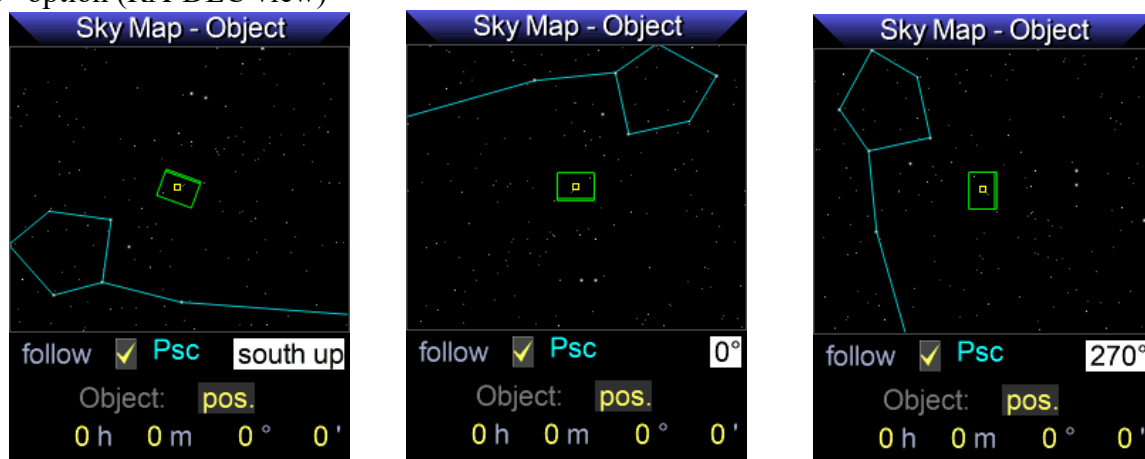 option (RA-DEC view)
Sky Map - Object
follow Psc south up
Object: pos.
0 h 0 m 0 ° 0 '
Sky Map - Object
follow Psc 0°
Object: pos.
0 h 0 m 0 ° 0 '
Sky Map - Object
follow Psc 270°
Object: pos.
0 h 0 m 0 ° 0 '